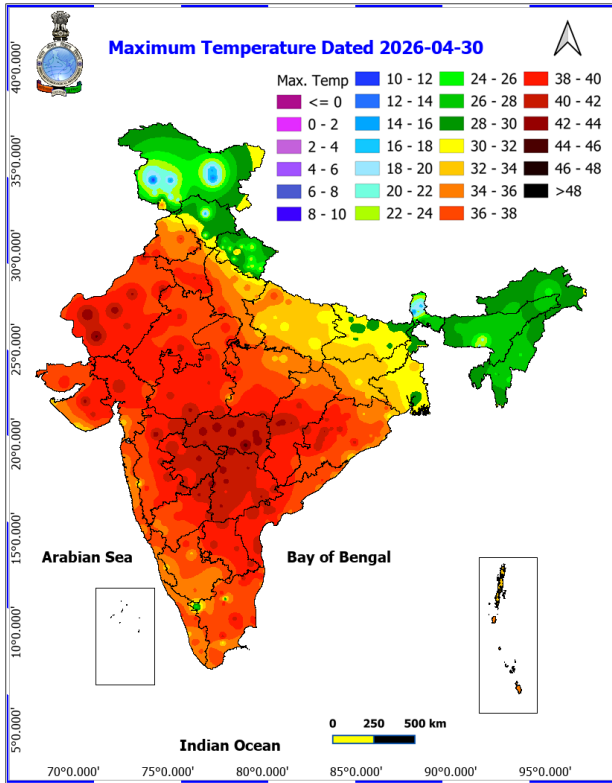 Maximum Temperature Dated 2026-04-30
Max. Temp
<= 0
0 - 2
2 - 4
4 - 6
6 - 8
8 - 10
10 - 12
12 - 14
14 - 16
16 - 18
18 - 20
20 - 22
22 - 24
24 - 26
26 - 28
28 - 30
30 - 32
32 - 34
34 - 36
36 - 38
38 - 40
40 - 42
42 - 44
44 - 46
46 - 48
>48
40°0.000'
35°0.000'
30°0.000'
25°0.000'
20°0.000'
15°0.000'
10°0.000'
5°0.000'
Arabian Sea
Bay of Bengal
0 250 500 km
Indian Ocean
70°0.000' 75°0.000' 80°0.000' 85°0.000' 90°0.000' 95°0.000'